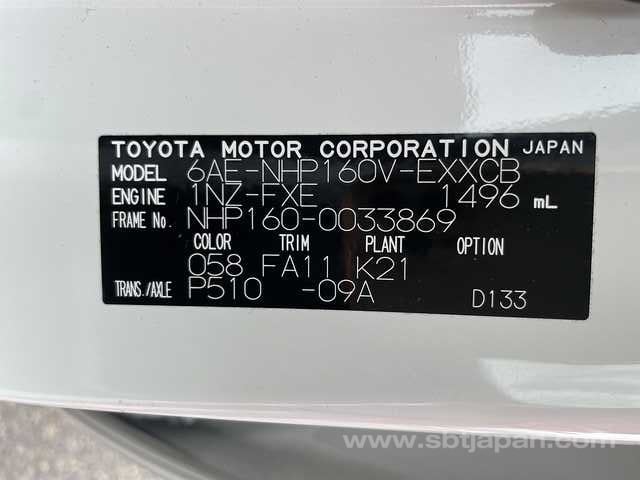 TOYOTA MOTOR CORPORATION JAPAN
MODEL 6AE-NHP160V-EXXCB
ENGINE 1NZ-FXE 1496 mL
FRAME No. NHP160-0033869
COLOR TRIM PLANT OPTION
058 FA11 K21
TRANS./AXLE P510 -09A D133
www.sbtjapan.com